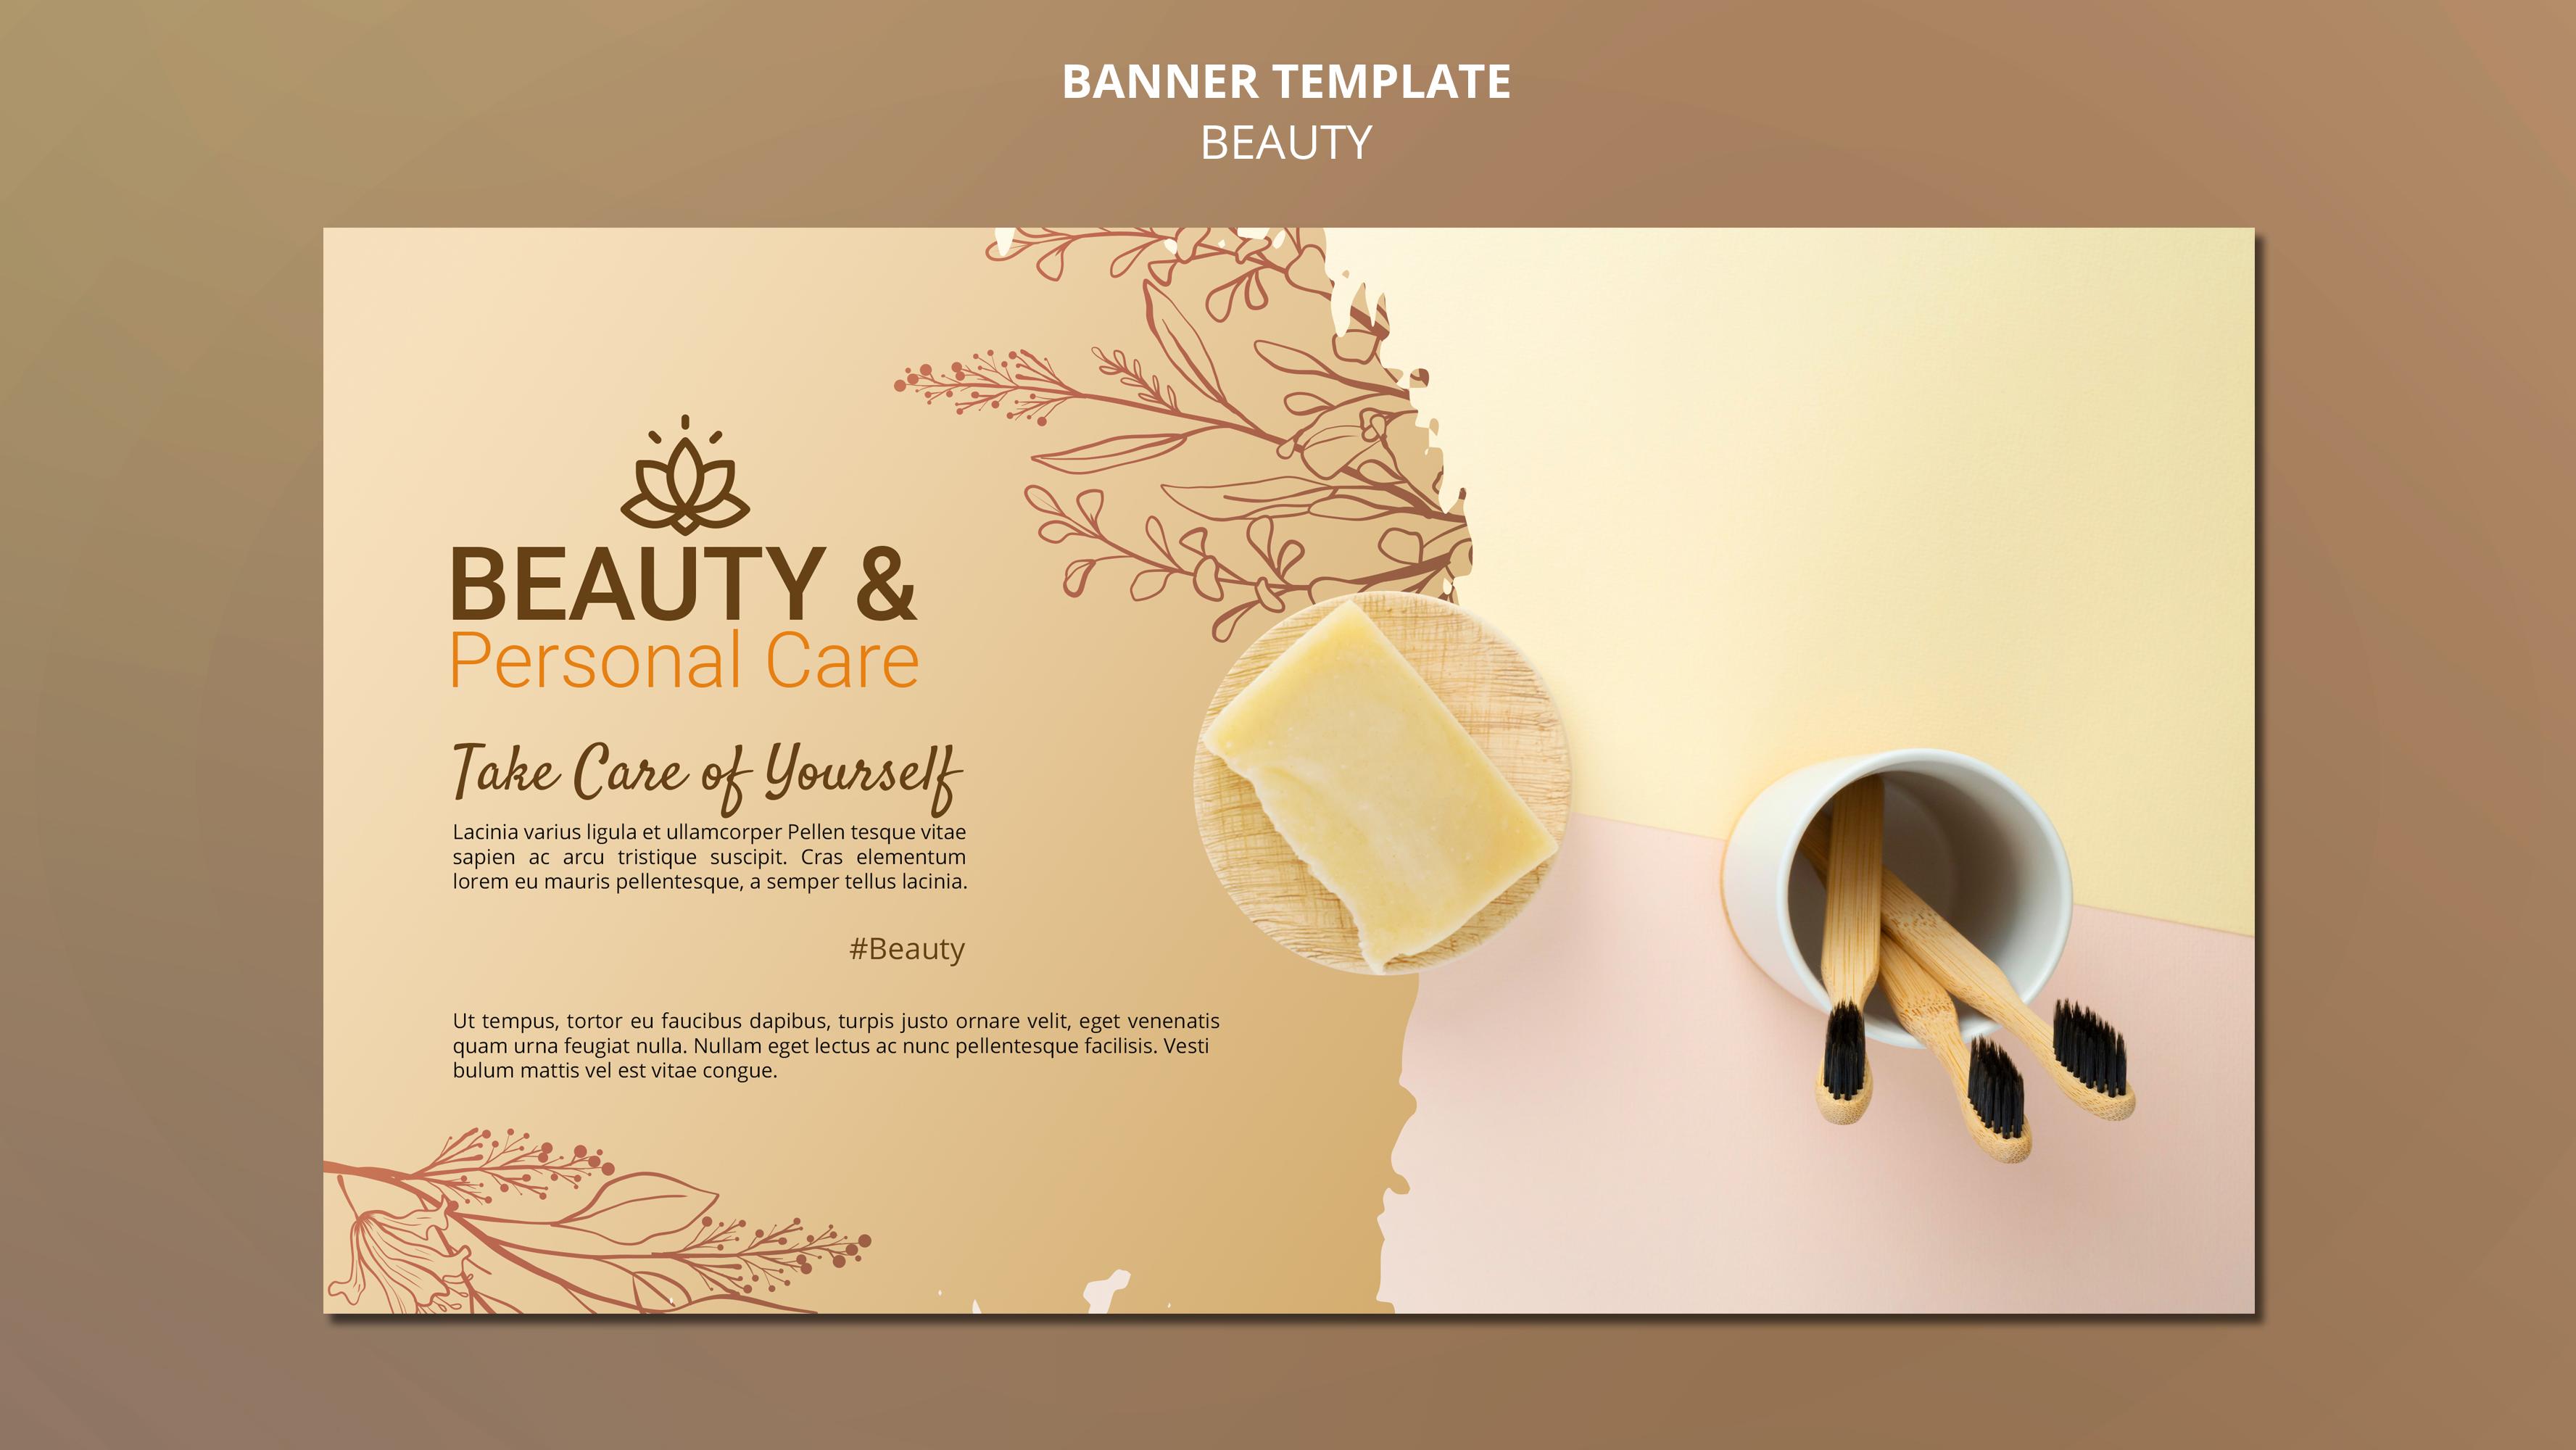 BANNER TEMPLATE
BEAUTY
BEAUTY &
Personal Care
Take Care of Yourself
Lacinia varius ligula et ullamcorper Pellen tesque vitae
sapien ac arcu tristique suscipit. Cras elementum
lorem eu mauris pellentesque, a semper tellus lacinia.
#Beauty
Ut tempus, tortor eu faucibus dapibus, turpis justo ornare velit, eget venenatis
quam urna feugiat nulla. Nullam eget lectus ac nunc pellentesque facilisis. Vesti
bulum mattis vel est vitae congue.